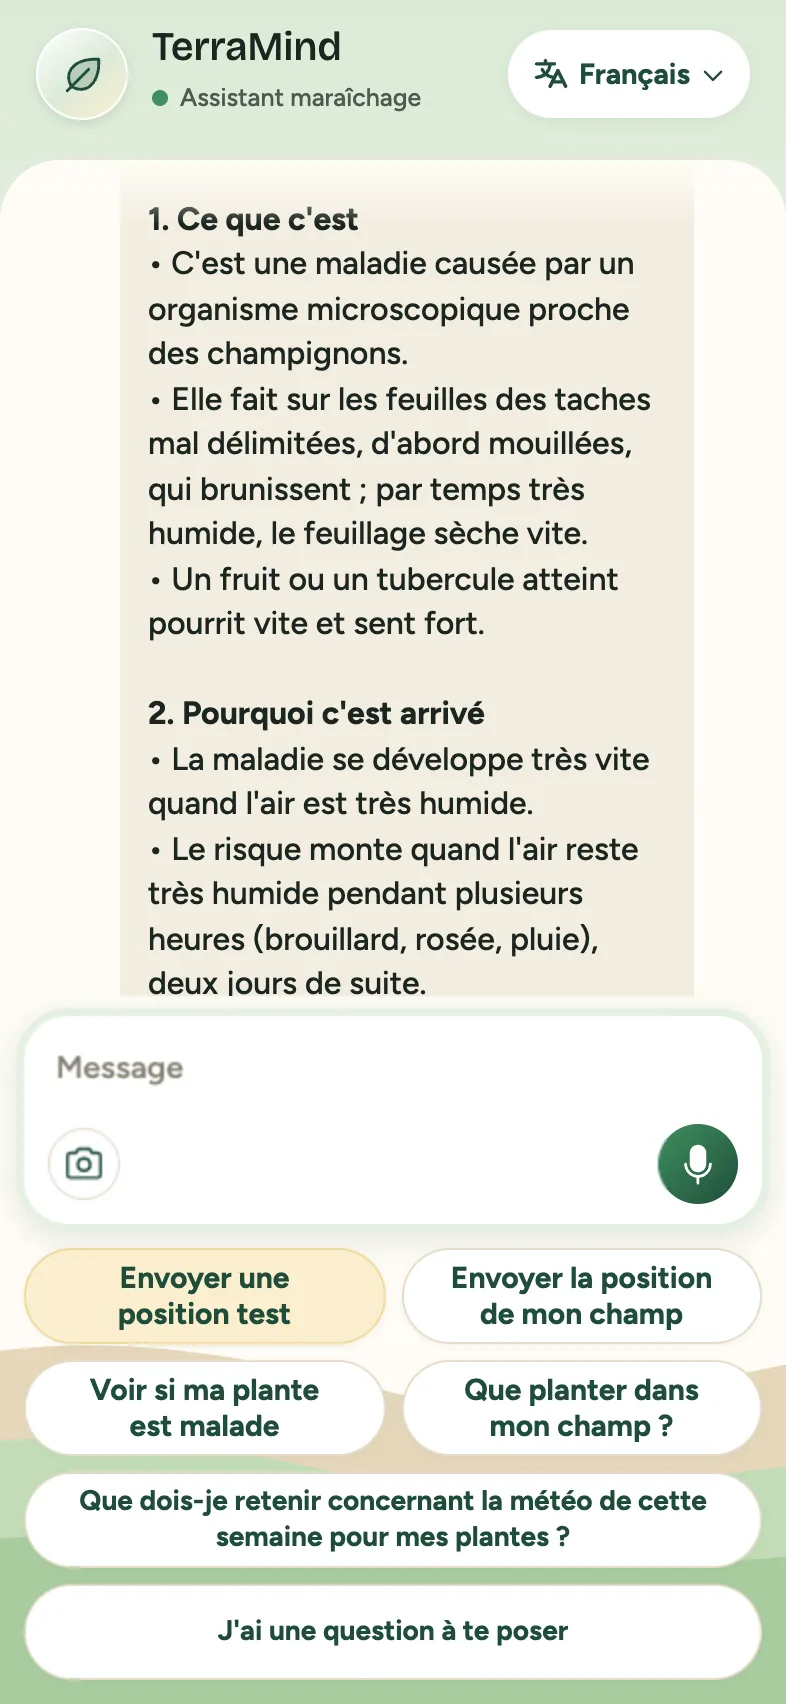 TerraMind
Assistant maraîchage
Français
1. Ce que c'est
• C'est une maladie causée par un
organisme microscopique proche
des champignons.
• Elle fait sur les feuilles des taches
mal délimitées, d'abord mouillées,
qui brunissent ; par temps très
humide, le feuillage sèche vite.
• Un fruit ou un tubercule atteint
pourrit vite et sent fort.
2. Pourquoi c'est arrivé
• La maladie se développe très vite
quand l'air est très humide.
• Le risque monte quand l'air reste
très humide pendant plusieurs
heures (brouillard, rosée, pluie),
deux jours de suite.
Message
Envoyer une
position test
Envoyer la position
de mon champ
Voir si ma plante
est malade
Que planter dans
mon champ ?
Que dois-je retenir concernant la météo de cette
semaine pour mes plantes ?
J'ai une question à te poser